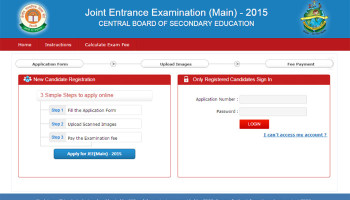 Joint Entrance Examination (Main) - 2015
CENTRAL BOARD OF SECONDARY EDUCATION
Home Instructions Calculate Exam Fee
Application Form Upload Images Fee Payment
New Candidate Registration
3 Simple Steps to apply online
Step 1 Fill the Application Form
Step 2 Upload Scanned Images
Step 3 Pay the Examination fee
Apply for JEE(Main) - 2015
Only Registered Candidates Sign In
Application Number :
Password :
LOGIN
I can't access my account ?